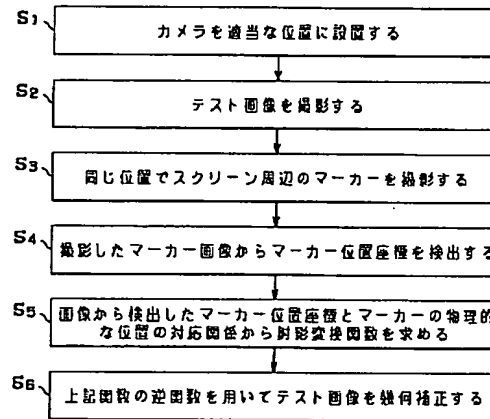 S1
カメラを適当な位置に設置する
S2
テスト画像を撮影する
S3
同じ位置でスクリーン周辺のマーカーを撮影する
S4
撮影したマーカー画像からマーカー位置座標を検出する
S5
画像から検出したマーカー位置座標とマーカーの物理的
な位置の対応関係から射影変換関数を求める
S6
上記関数の逆関数を用いてテスト画像を幾何補正する